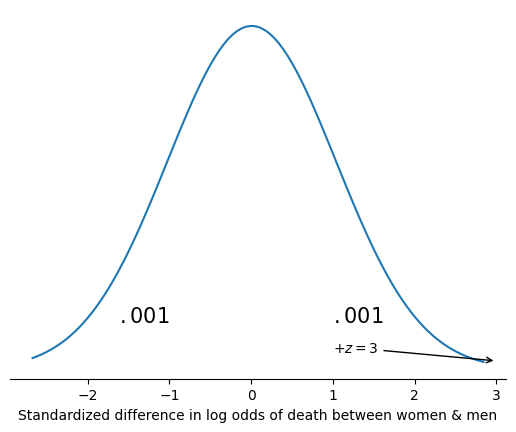 .001 .001
+z = 3
−2 −1 0 1 2 3
Standardized difference in log odds of death between women & men